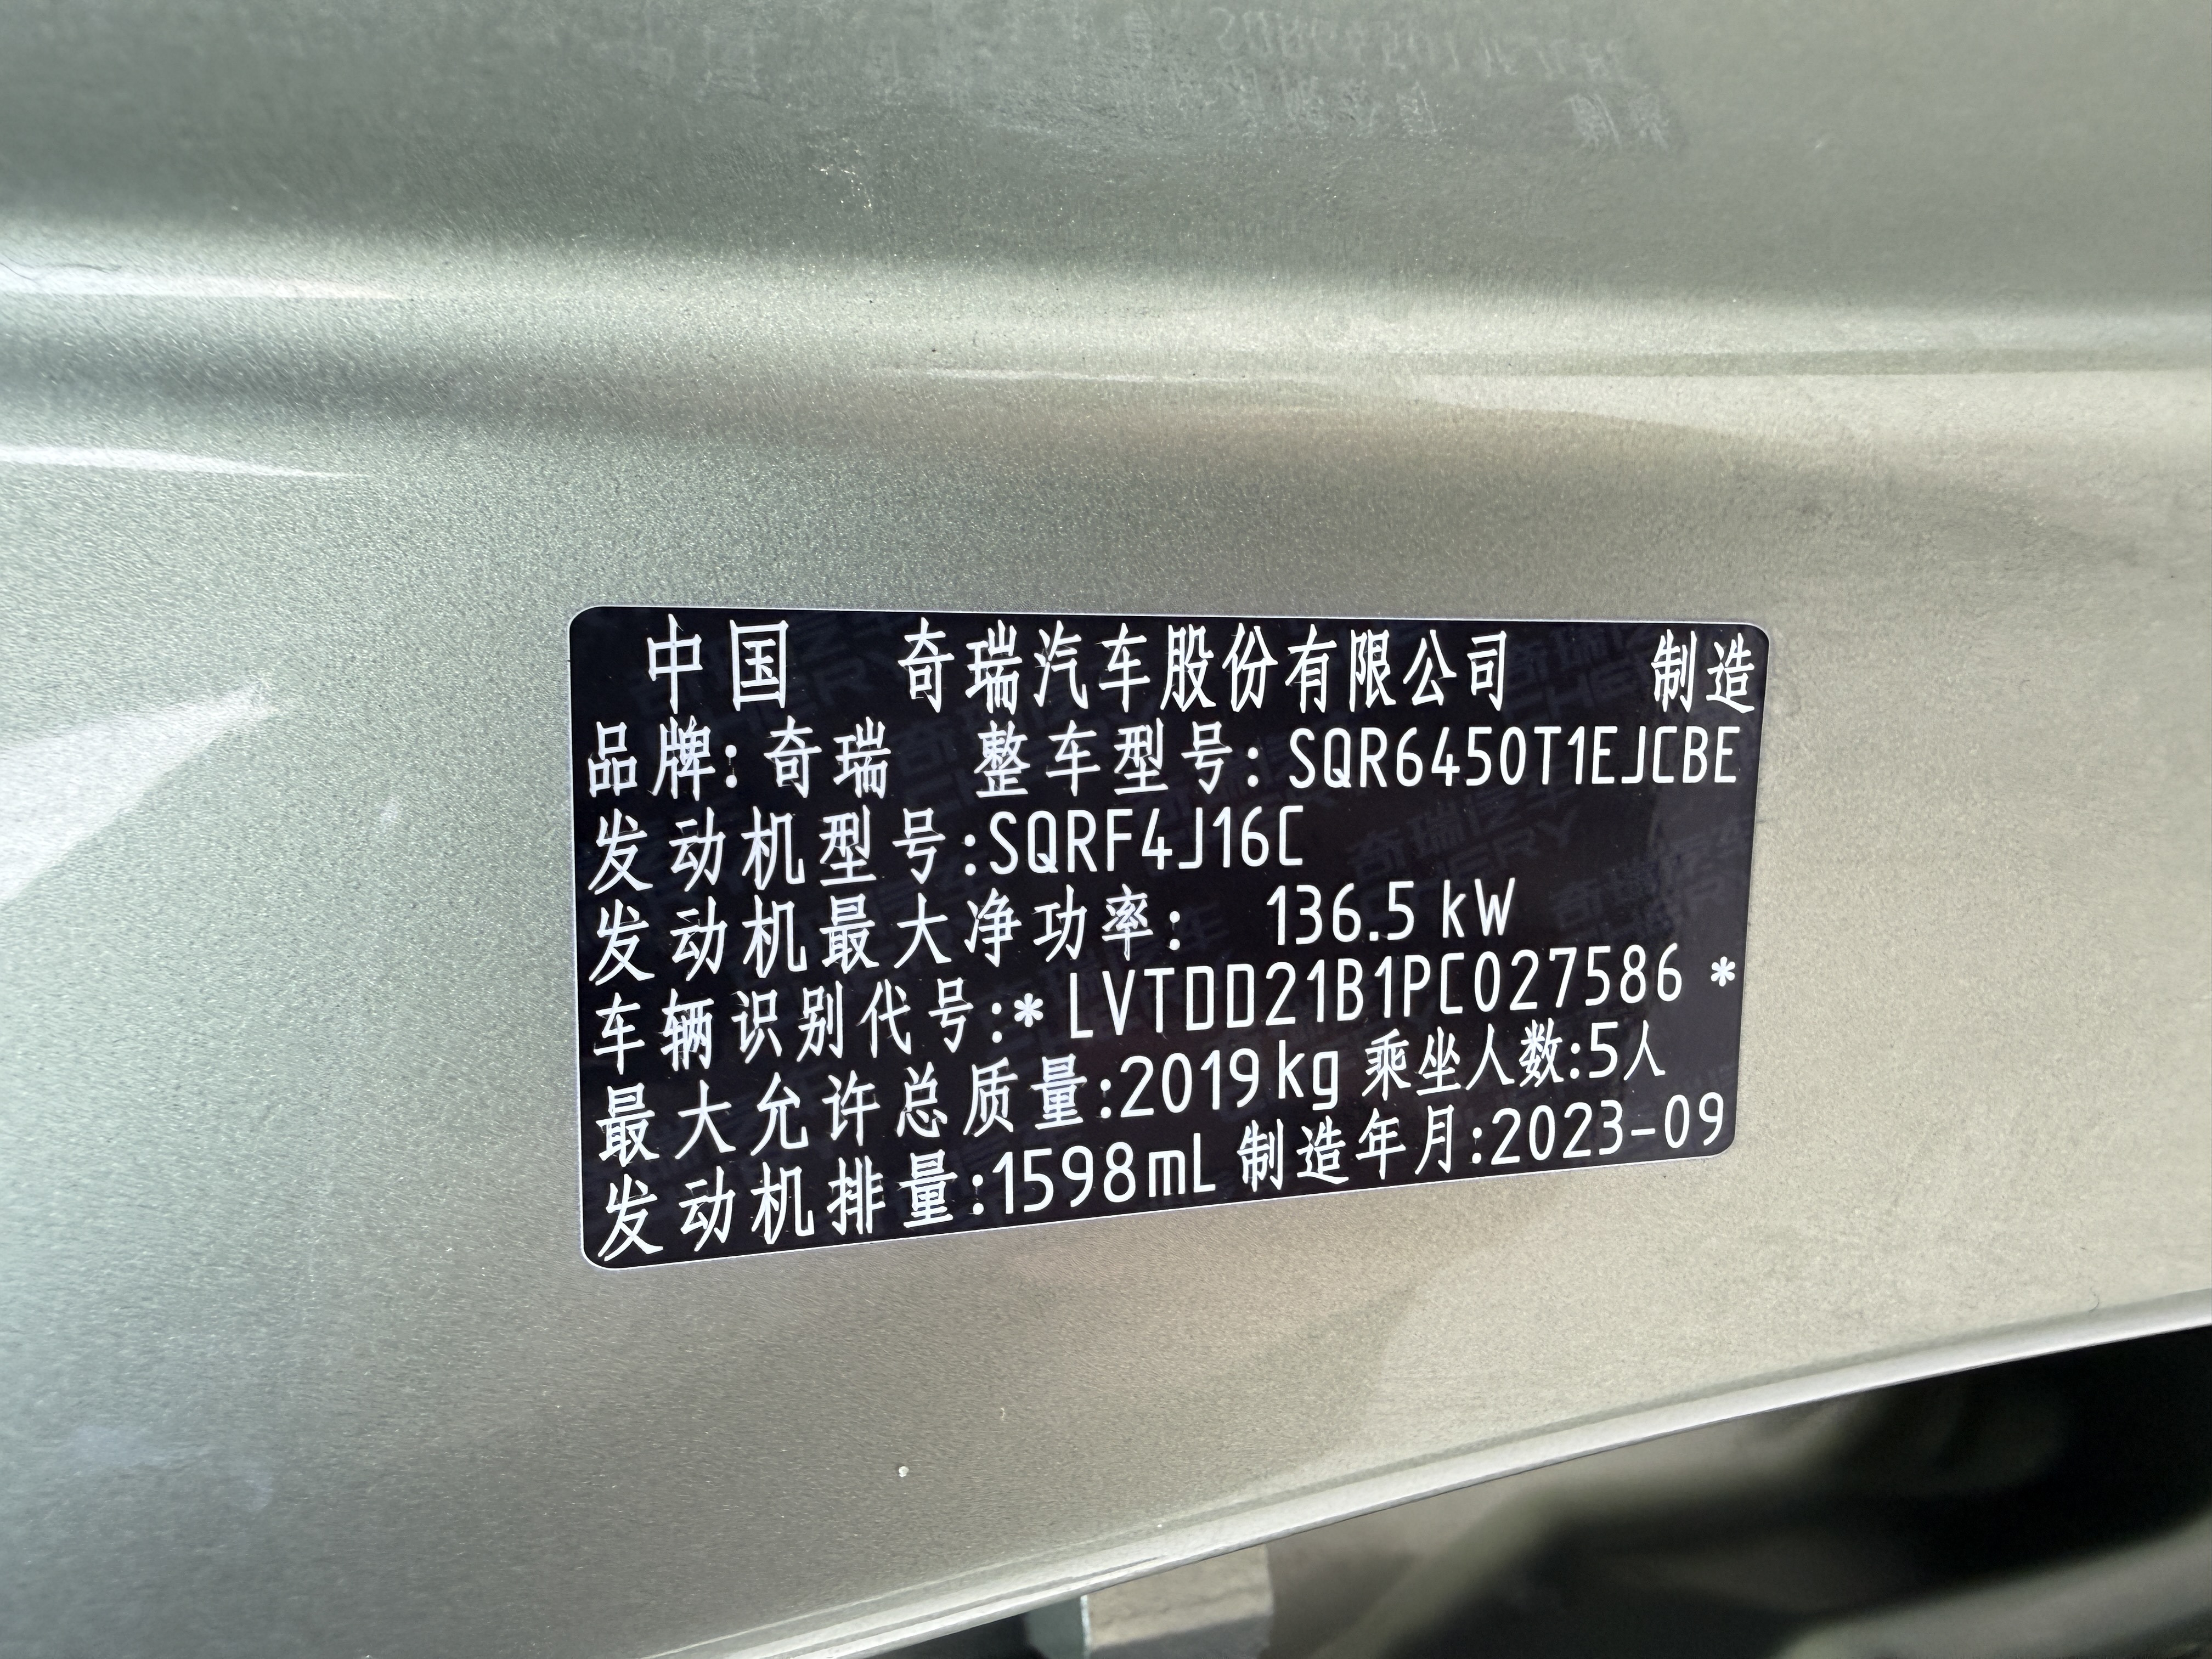 中国 奇瑞汽车股份有限公司 制造
品牌:奇瑞 整车型号:SQR6450T1EJCBE
发动机型号:SQRF4J16C
发动机最大净功率: 136.5 kW
车辆识别代号:* LVTDD21B1PC027586 *
最大允许总质量:2019kg 乘坐人数:5人
发动机排量:1598mL 制造年月:2023-09